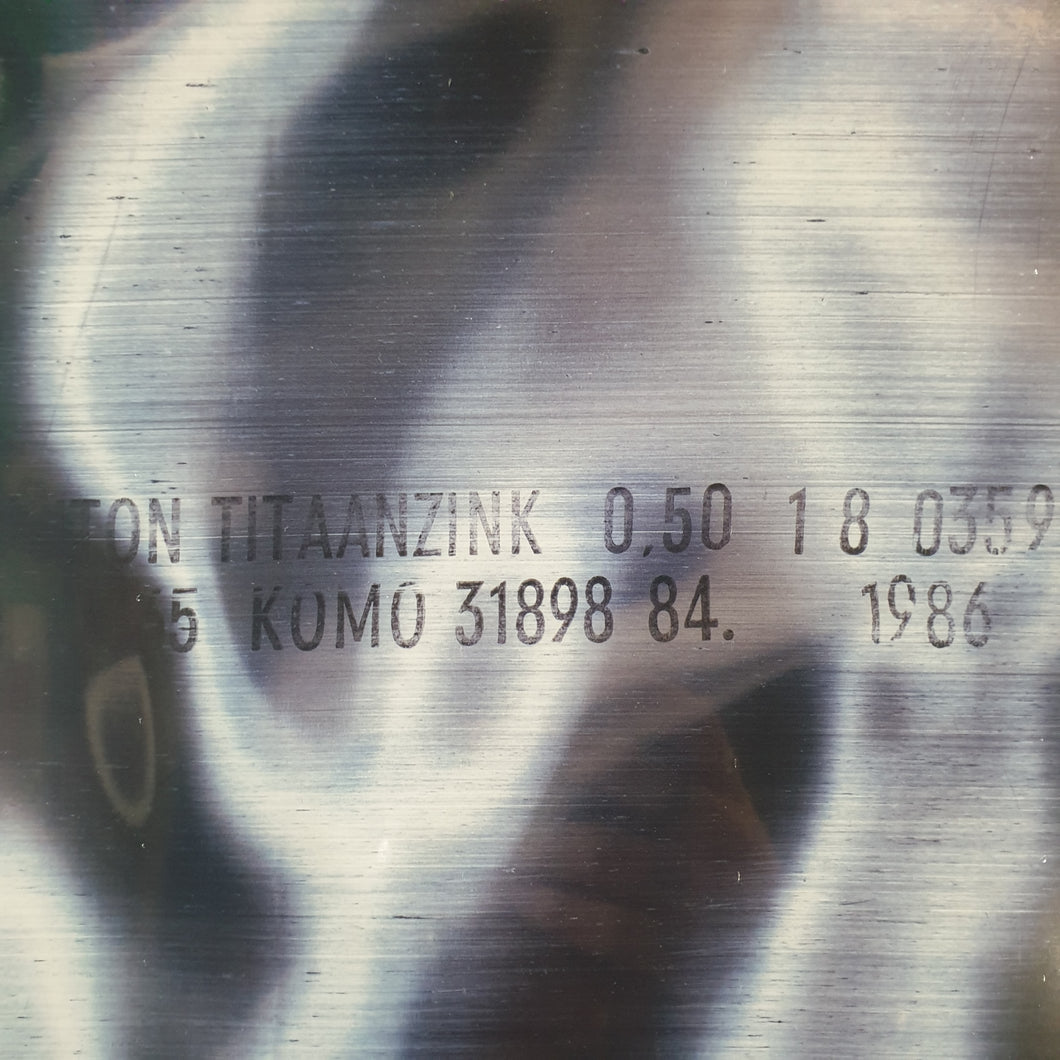 TON TITAANZINK 0,50 1 8 0359
5 KOMO 31898 84. 1986